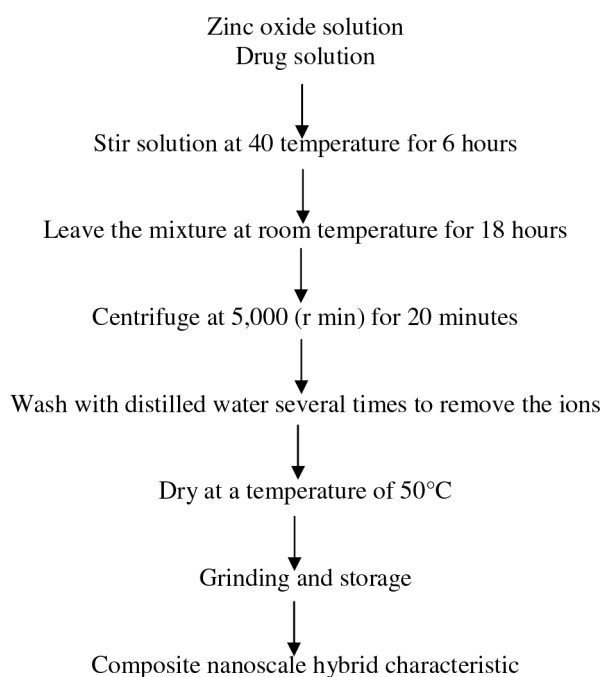 Zinc oxide solution
Drug solution
Stir solution at 40 temperature for 6 hours
Leave the mixture at room temperature for 18 hours
Centrifuge at 5,000 (r min) for 20 minutes
Wash with distilled water several times to remove the ions
Dry at a temperature of 50°C
Grinding and storage
Composite nanoscale hybrid characteristic